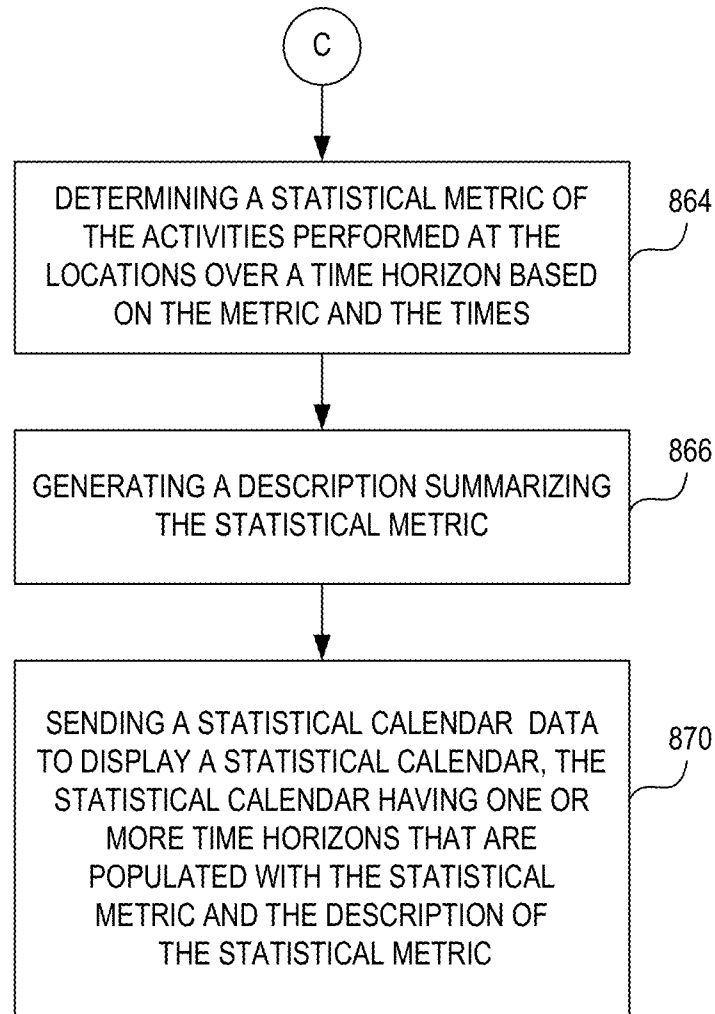 C
DETERMINING A STATISTICAL METRIC OF
THE ACTIVITIES PERFORMED AT THE
LOCATIONS OVER A TIME HORIZON BASED
ON THE METRIC AND THE TIMES
864
GENERATING A DESCRIPTION SUMMARIZING
THE STATISTICAL METRIC
866
SENDING A STATISTICAL CALENDAR DATA
TO DISPLAY A STATISTICAL CALENDAR, THE
STATISTICAL CALENDAR HAVING ONE OR
MORE TIME HORIZONS THAT ARE
POPULATED WITH THE STATISTICAL
METRIC AND THE DESCRIPTION OF
THE STATISTICAL METRIC
870